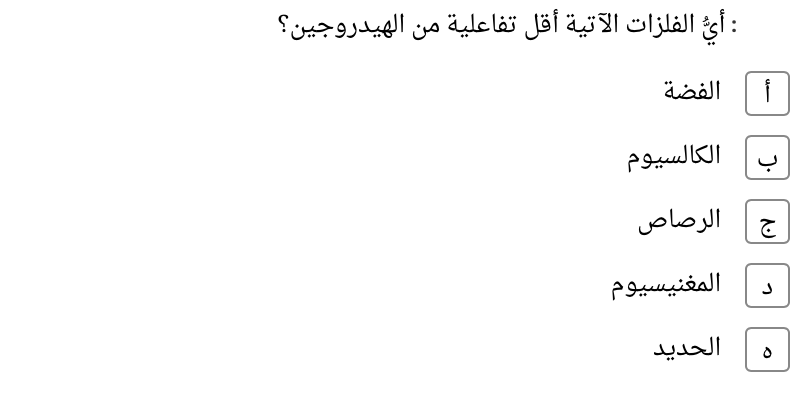 : أيُّ الفلزات الآتية أقل تفاعلية من الهيدروجين؟
أ الفضة
ب الكالسيوم
ج الرصاص
د المغنيسيوم
ه الحديد